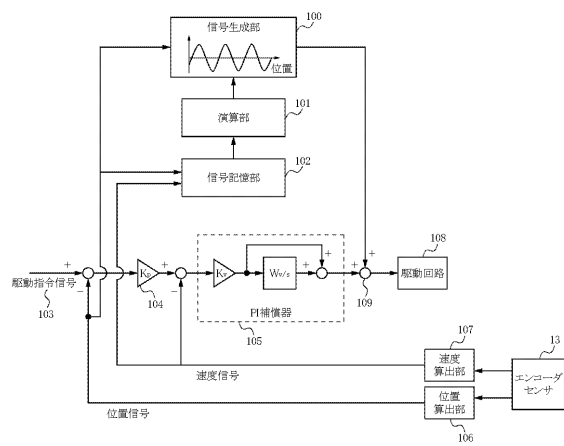 信号生成部
100
位置
演算部
101
信号記憶部
102
+
駆動指令信号
103
−
Kp
104
+
−
Kv
Wv/s
+
+
PI補償器
105
+
+
109
駆動回路
108
速度信号
速度
算出部
107
位置信号
位置
算出部
106
エンコーダ
センサ
13